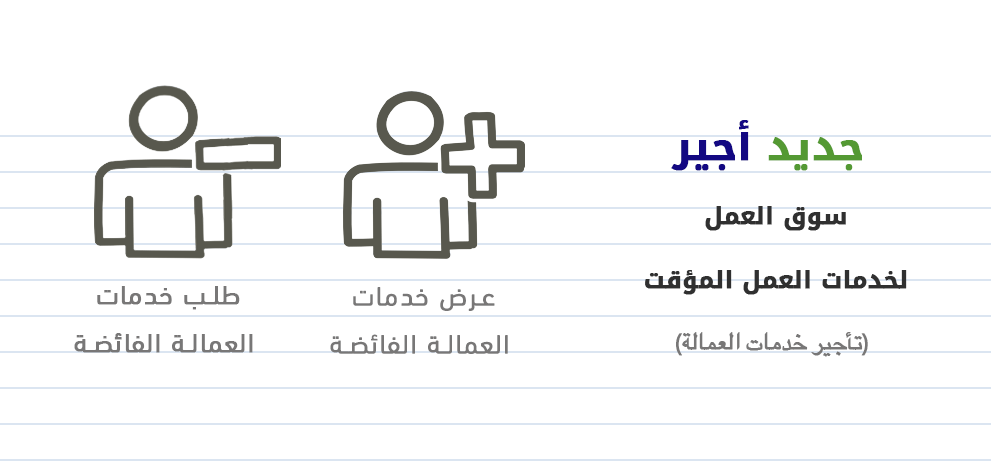 جديد أجير
سوق العمل
لخدمات العمل المؤقت
(تأجير خدمات العمالة)
عرض خدمات
العمالة الفائضة
طلب خدمات
العمالة الفائضة